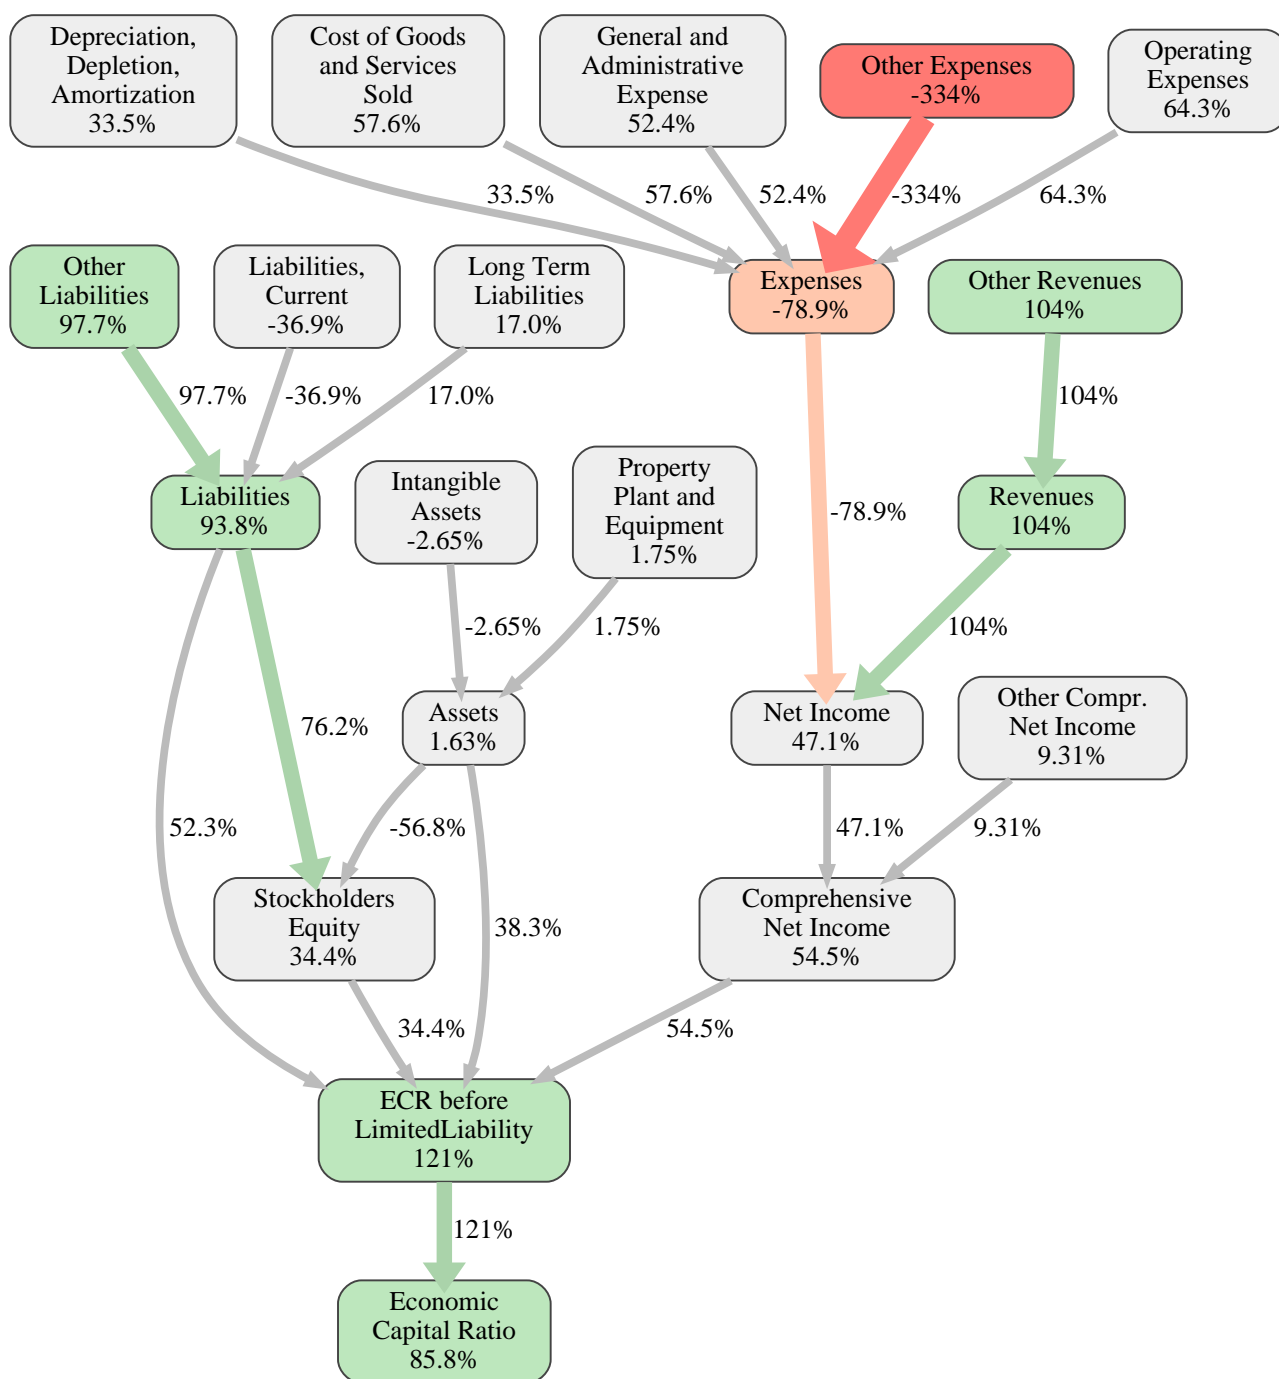 Depreciation,
Depletion,
Amortization
33.5%
Cost of Goods
and Services
Sold
57.6%
General and
Administrative
Expense
52.4%
Other Expenses
-334%
Operating
Expenses
64.3%
33.5%
57.6%
52.4%
-334%
64.3%
Other
Liabilities
97.7%
Liabilities,
Current
-36.9%
Long Term
Liabilities
17.0%
Expenses
-78.9%
Other Revenues
104%
97.7%
-36.9%
17.0%
104%
Liabilities
93.8%
Intangible
Assets
-2.65%
Property
Plant and
Equipment
1.75%
-78.9%
Revenues
104%
-2.65%
1.75%
104%
76.2%
Assets
1.63%
Net Income
47.1%
Other Compr.
Net Income
9.31%
52.3%
-56.8%
47.1%
9.31%
Stockholders
Equity
34.4%
38.3%
Comprehensive
Net Income
54.5%
34.4%
54.5%
ECR before
LimitedLiability
121%
121%
Economic
Capital Ratio
85.8%